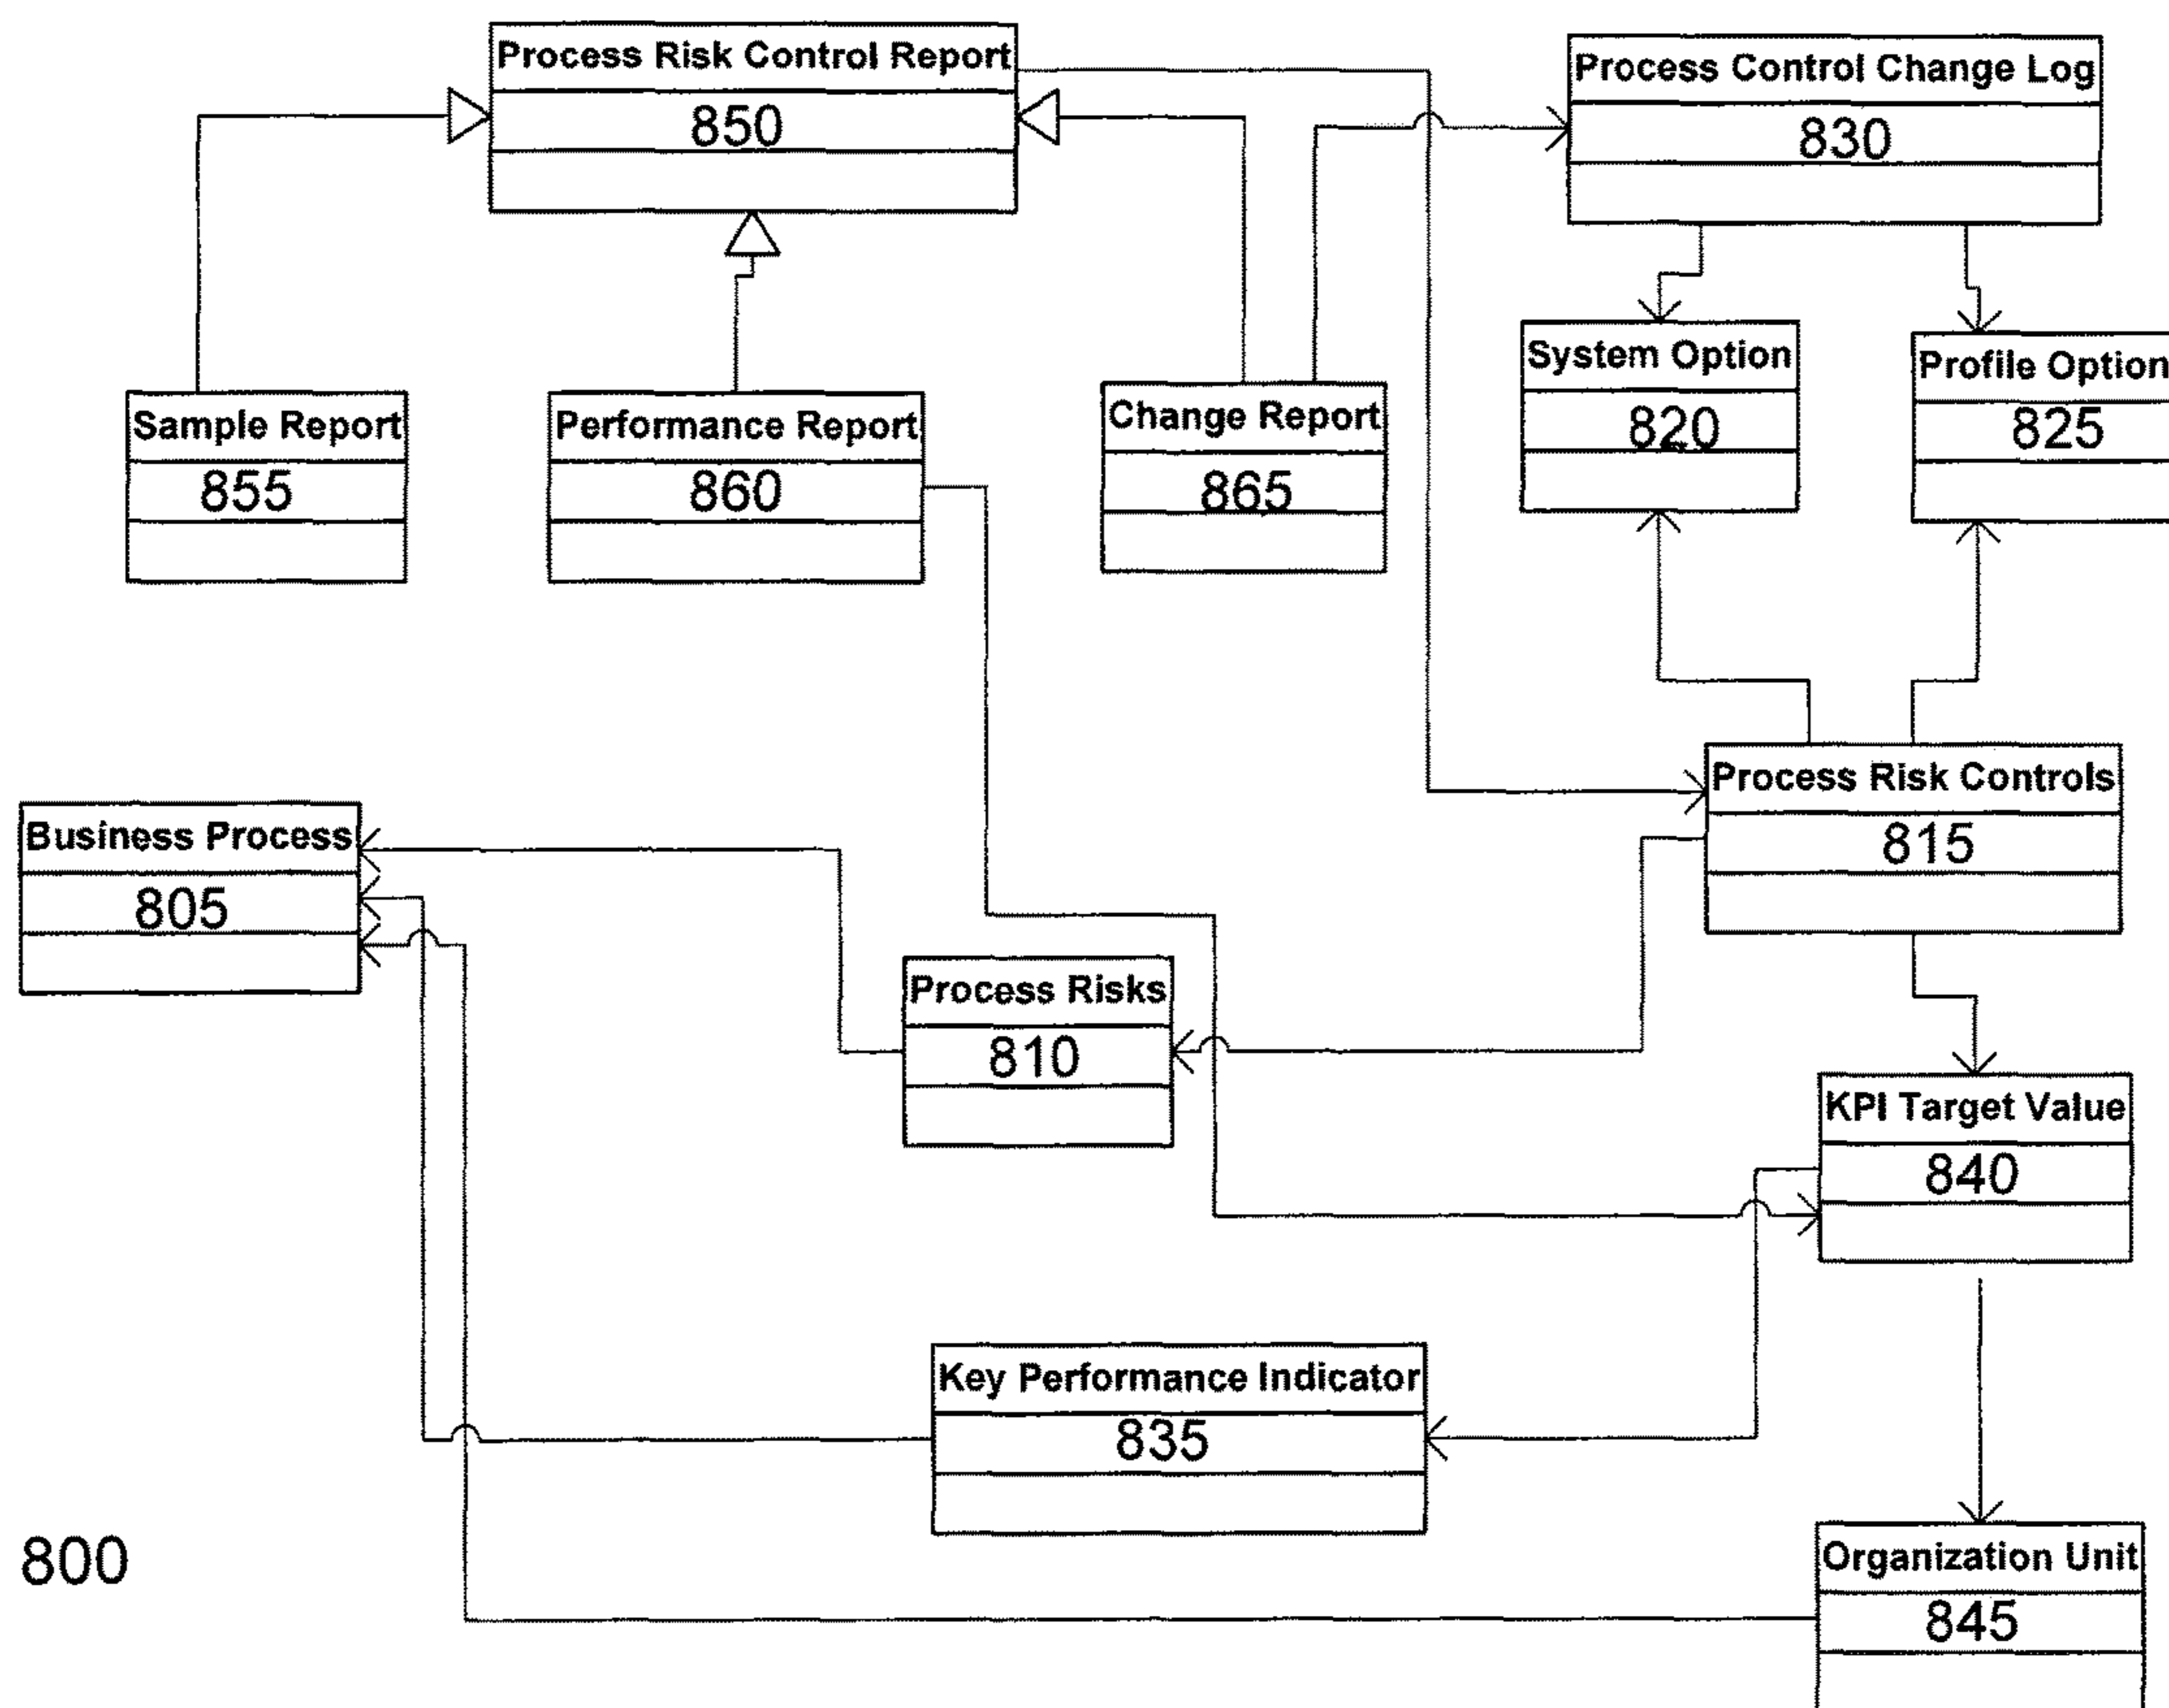 Process Risk Control Report
850
Process Control Change Log
830
System Option
820
Profile Option
825
Sample Report
855
Performance Report
860
Change Report
865
Process Risk Controls
815
Business Process
805
Process Risks
810
KPI Target Value
840
Key Performance Indicator
835
Organization Unit
845
800